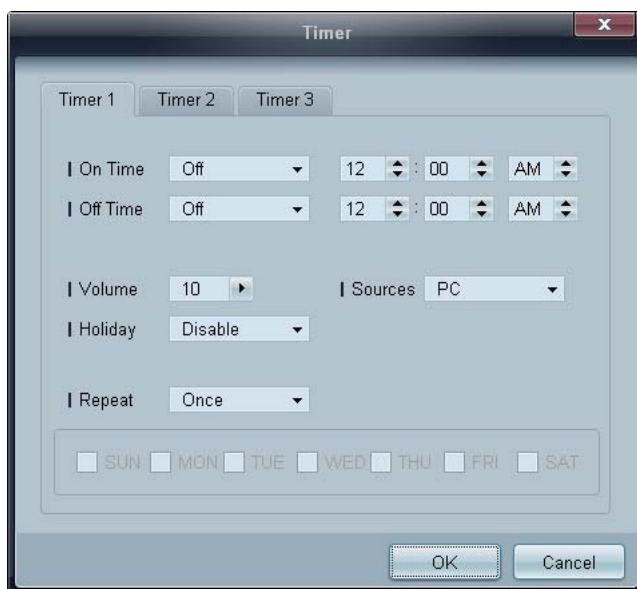 Timer
x
Timer 1 Timer 2 Timer 3
On Time Off 12 : 00 AM
Off Time Off 12 : 00 AM
Volume 10 Sources PC
Holiday Disable
Repeat Once
SUN MON TUE WED THU FRI SAT
OK Cancel